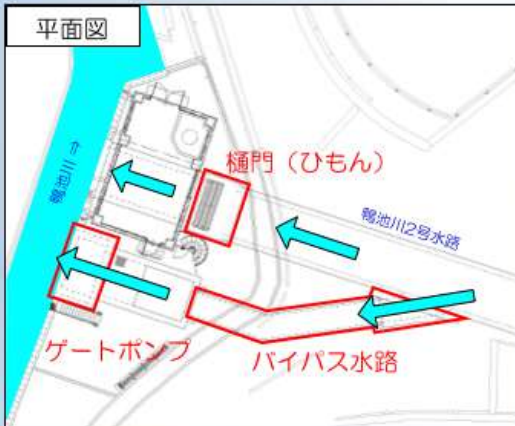 平面図
鴨池川⇒
樋門（ひもん）
鴨池川2号水路
ゲートポンプ
バイパス水路